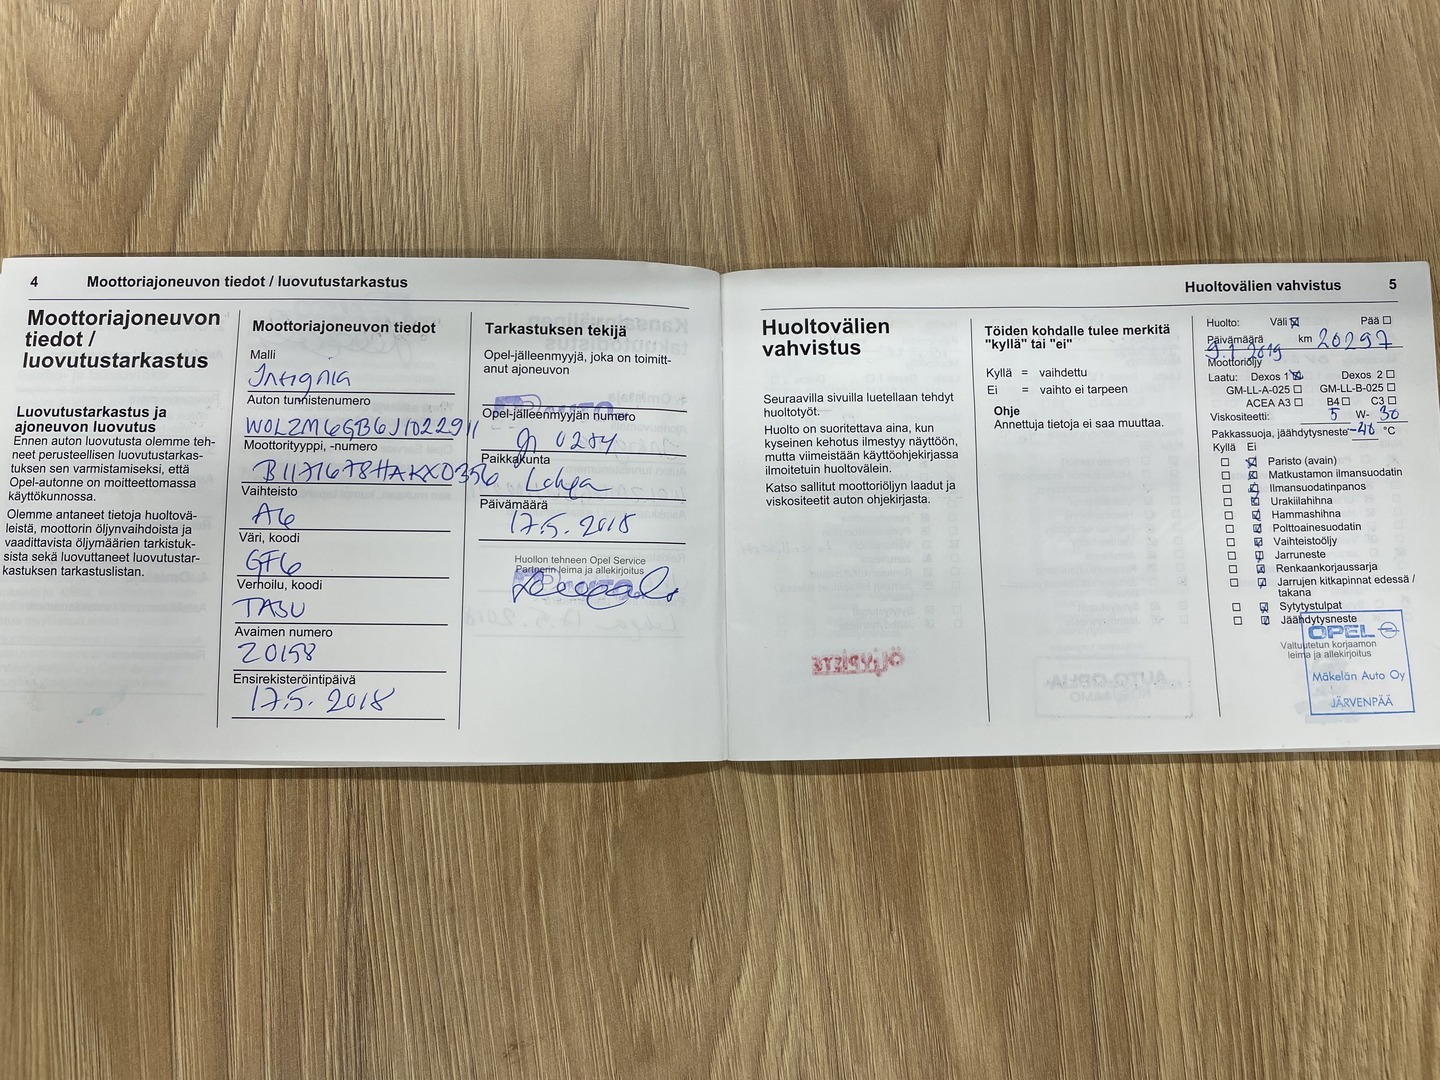 4 Moottoriajoneuvon tiedot / luovutustarkastus
Moottoriajoneuvon
tiedot /
luovutustarkastus
Luovutustarkastus ja
ajoneuvon luovutus
Ennen auton luovutusta olemme teh-
neet perusteellisen luovutustarkas-
tuksen sen varmistamiseksi, että
Opel-autonne on moitteettomassa
käyttökunnossa.
Olemme antaneet tietoja huoltovä-
leistä, moottorin öljynvaihdoista ja
vaadittavista öljymäärien tarkistuk-
sista sekä luovuttaneet luovutustar-
kastuksen tarkastuslistan.
Moottoriajoneuvon tiedot
Malli
Insignia
Auton tunnistenumero
W0LZM6GB6J1022911
Moottorityyppi, -numero
Vaihteisto
A6
Väri, koodi
GF6
Verhoilu, koodi
Avaimen numero
Z0158
Ensirekisteröintipäivä
17.5. 2018
Tarkastuksen tekijä
Opel-jälleenmyyjä, joka on toimitt-
anut ajoneuvon
Opel-jälleenmyyjän numero
0284
Paikkakunta
Päivämäärä
17.5. 2018
Huollon tehneen Opel Service
Partnerin leima ja allekirjoitus
Huoltovälien vahvistus 5
Huoltovälien
vahvistus
Seuraavilla sivuilla luetellaan tehdyt
huoltotyöt.
Huolto on suoritettava aina, kun
kyseinen kehotus ilmestyy näyttöön,
mutta viimeistään käyttöohjekirjassa
ilmoitetuin huoltovälein.
Katso sallitut moottoriöljyn laadut ja
viskositeetit auton ohjekirjasta.
Töiden kohdalle tulee merkitä
"kyllä" tai "ei"
Kyllä = vaihdettu
Ei = vaihto ei tarpeen
Ohje
Annettuja tietoja ei saa muuttaa.
Huolto: Väli ☒ Pää ☐
Päivämäärä 9.1 2019 km 20297
Moottoriöljy
Laatu: Dexos 1 ☒ Dexos 2 ☐
GM-LL-A-025 ☐ GM-LL-B-025 ☐
ACEA A3 ☐ B4 ☐ C3 ☐
Viskositeetti: 5 W- 30
Pakkassuoja, jäähdytysneste -40 °C
Kyllä Ei
☐ ☒ Paristo (avain)
☐ ☒ Matkustamon ilmansuodatin
☐ ☒ Ilmansuodatinpanos
☐ ☒ Urakiilahihna
☐ ☒ Hammashihna
☐ ☒ Polttoainesuodatin
☐ ☒ Vaihteistoöljy
☐ ☒ Jarruneste
☐ ☒ Renkaankorjaussarja
☐ ☒ Jarrujen kitkapinnat edessä /
takana
☐ ☒ Sytytystulpat
☐ ☒ Jäähdytysneste
OPEL
Valtuutetun korjaamon
leima ja allekirjoitus
Mäkelän Auto Oy
JÄRVENPÄÄ